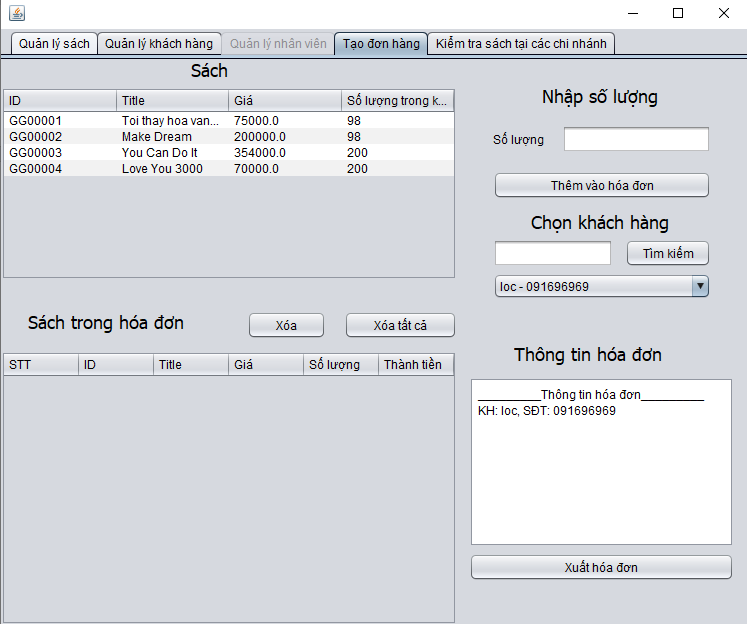 Quản lý sách Quản lý khách hàng Quản lý nhân viên Tạo đơn hàng Kiểm tra sách tại các chi nhánh
Sách
ID Title Giá Số lượng trong k...
GG00001 Toi thay hoa van... 75000.0 98
GG00002 Make Dream 200000.0 98
GG00003 You Can Do It 354000.0 200
GG00004 Love You 3000 70000.0 200
Nhập số lượng
Số lượng
Thêm vào hóa đơn
Chọn khách hàng
Tìm kiếm
loc - 091696969
Sách trong hóa đơn Xóa Xóa tất cả
STT ID Title Giá Số lượng Thành tiền
Thông tin hóa đơn
_________Thông tin hóa đơn_________
KH: loc, SĐT: 091696969
Xuất hóa đơn